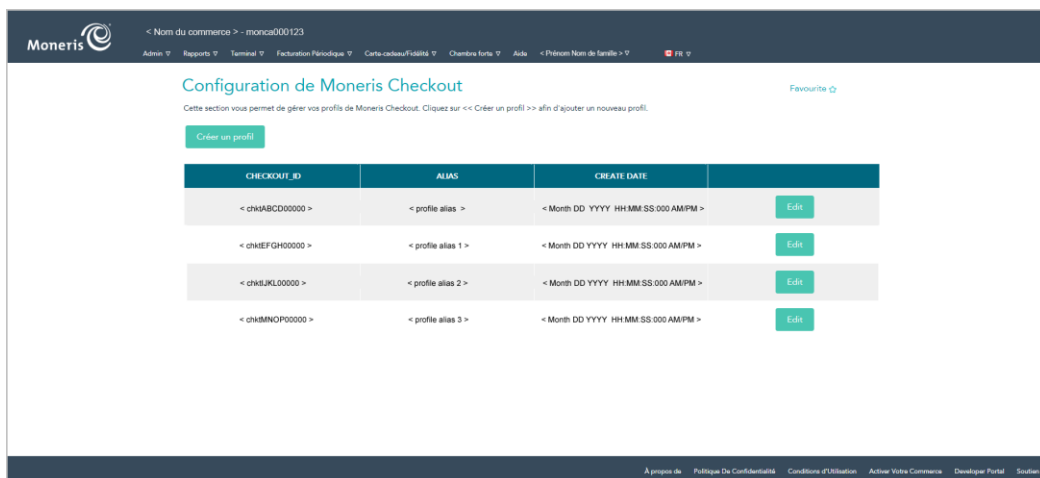 Moneris
< Nom du commerce > - monca000123
Admin Rapports Terminal Facturation Périodique Carte-cadeau/Fidélité Chambre forte Aide < Prénom Nom de famille > FR
Configuration de Moneris Checkout
Favourite
Cette section vous permet de gérer vos profils de Moneris Checkout. Cliquez sur << Créer un profil >> afin d'ajouter un nouveau profil.
Créer un profil
CHECKOUT_ID ALIAS CREATE DATE
< chktABCD00000 > < profile alias > < Month DD YYYY HH:MM:SS:000 AM/PM > Edit
< chktEFGH00000 > < profile alias 1 > < Month DD YYYY HH:MM:SS:000 AM/PM > Edit
< chktIJKL00000 > < profile alias 2 > < Month DD YYYY HH:MM:SS:000 AM/PM > Edit
< chktMNOP00000 > < profile alias 3 > < Month DD YYYY HH:MM:SS:000 AM/PM > Edit
À propos de Politique De Confidentialité Conditions d'Utilisation Activer Votre Commerce Developer Portal Soutien